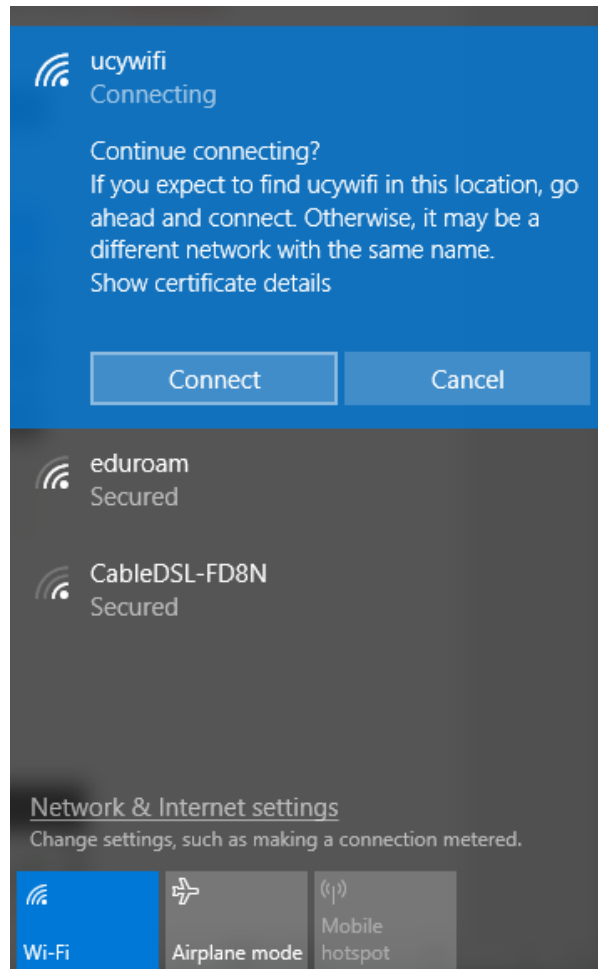 ucywifi
Connecting
Continue connecting?
If you expect to find ucywifi in this location, go
ahead and connect. Otherwise, it may be a
different network with the same name.
Show certificate details
Connect
Cancel
eduroam
Secured
CableDSL-FD8N
Secured
Network & Internet settings
Change settings, such as making a connection metered.
Wi-Fi
Airplane mode
Mobile
hotspot